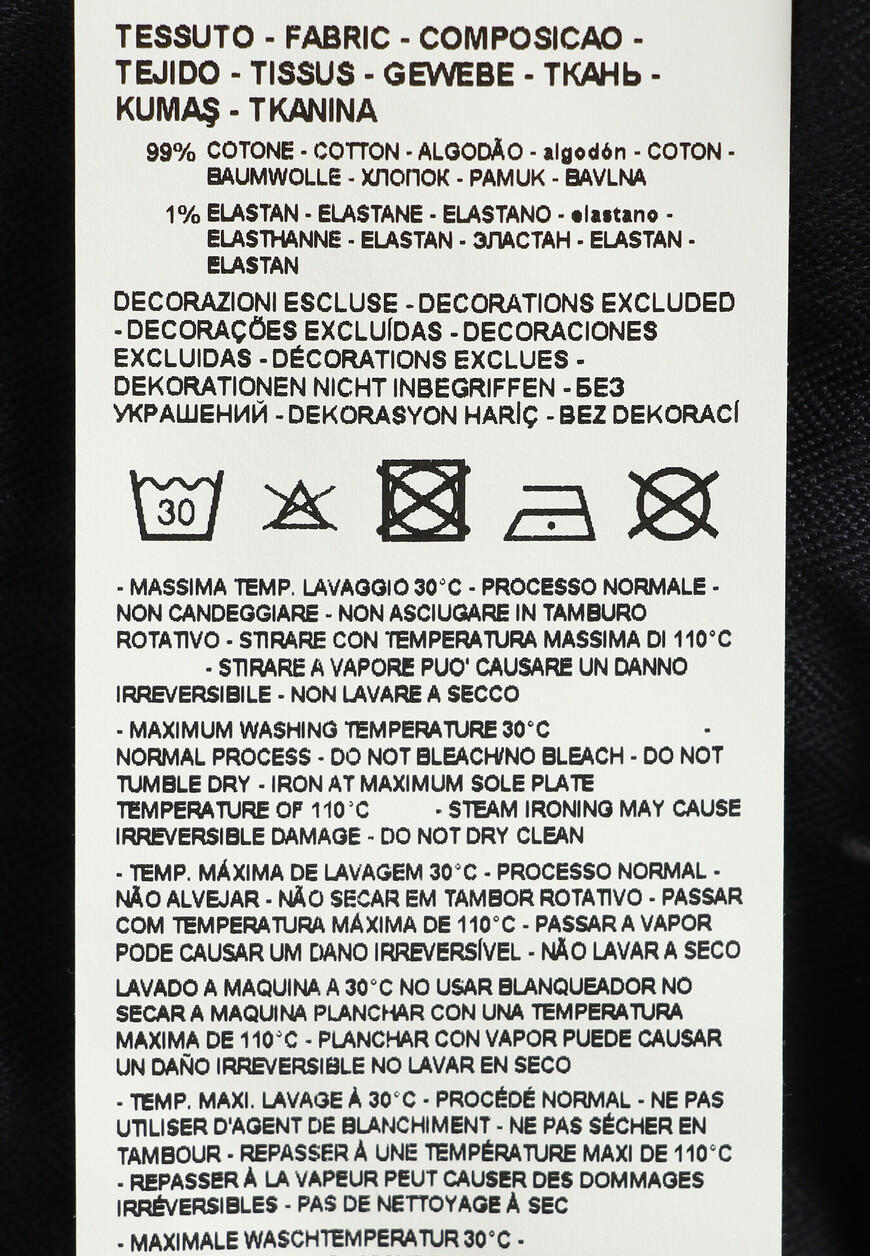 TESSUTO - FABRIC - COMPOSICAO -
TEJIDO - TISSUS - GEWEBE - ТКАНЬ -
KUMAŞ - TKANINA
99% COTONE - COTTON - ALGODÃO - algodón - COTON -
BAUMWOLLE - ХЛОПОК - PAMUK - BAVLNA
1% ELASTAN - ELASTANE - ELASTANO - elastano -
ELASTHANNE - ELASTAN - ЭЛАСТАН - ELASTAN -
ELASTAN
DECORAZIONI ESCLUSE - DECORATIONS EXCLUDED
- DECORAÇÕES EXCLUÍDAS - DECORACIONES
EXCLUIDAS - DÉCORATIONS EXCLUES -
DEKORATIONEN NICHT INBEGRIFFEN - БЕЗ
УКРАШЕНИЙ - DEKORASYON HARİÇ - BEZ DEKORACÍ
30
- MASSIMA TEMP. LAVAGGIO 30°C - PROCESSO NORMALE -
NON CANDEGGIARE - NON ASCIUGARE IN TAMBURO
ROTATIVO - STIRARE CON TEMPERATURA MASSIMA DI 110°C
- STIRARE A VAPORE PUO' CAUSARE UN DANNO
IRREVERSIBILE - NON LAVARE A SECCO
- MAXIMUM WASHING TEMPERATURE 30°C -
NORMAL PROCESS - DO NOT BLEACH/NO BLEACH - DO NOT
TUMBLE DRY - IRON AT MAXIMUM SOLE PLATE
TEMPERATURE OF 110°C - STEAM IRONING MAY CAUSE
IRREVERSIBLE DAMAGE - DO NOT DRY CLEAN
- TEMP. MÁXIMA DE LAVAGEM 30°C - PROCESSO NORMAL -
NÃO ALVEJAR - NÃO SECAR EM TAMBOR ROTATIVO - PASSAR
COM TEMPERATURA MÁXIMA DE 110°C - PASSAR A VAPOR
PODE CAUSAR UM DANO IRREVERSÍVEL - NÃO LAVAR A SECO
LAVADO A MAQUINA A 30°C NO USAR BLANQUEADOR NO
SECAR A MAQUINA PLANCHAR CON UNA TEMPERATURA
MAXIMA DE 110°C - PLANCHAR CON VAPOR PUEDE CAUSAR
UN DAÑO IRREVERSIBLE NO LAVAR EN SECO
- TEMP. MAXI. LAVAGE À 30°C - PROCÉDÉ NORMAL - NE PAS
UTILISER D'AGENT DE BLANCHIMENT - NE PAS SÉCHER EN
TAMBOUR - REPASSER À UNE TEMPÉRATURE MAXI DE 110°C
- REPASSER À LA VAPEUR PEUT CAUSER DES DOMMAGES
IRRÉVERSIBLES - PAS DE NETTOYAGE À SEC
- MAXIMALE WASCHTEMPERATUR 30°C -